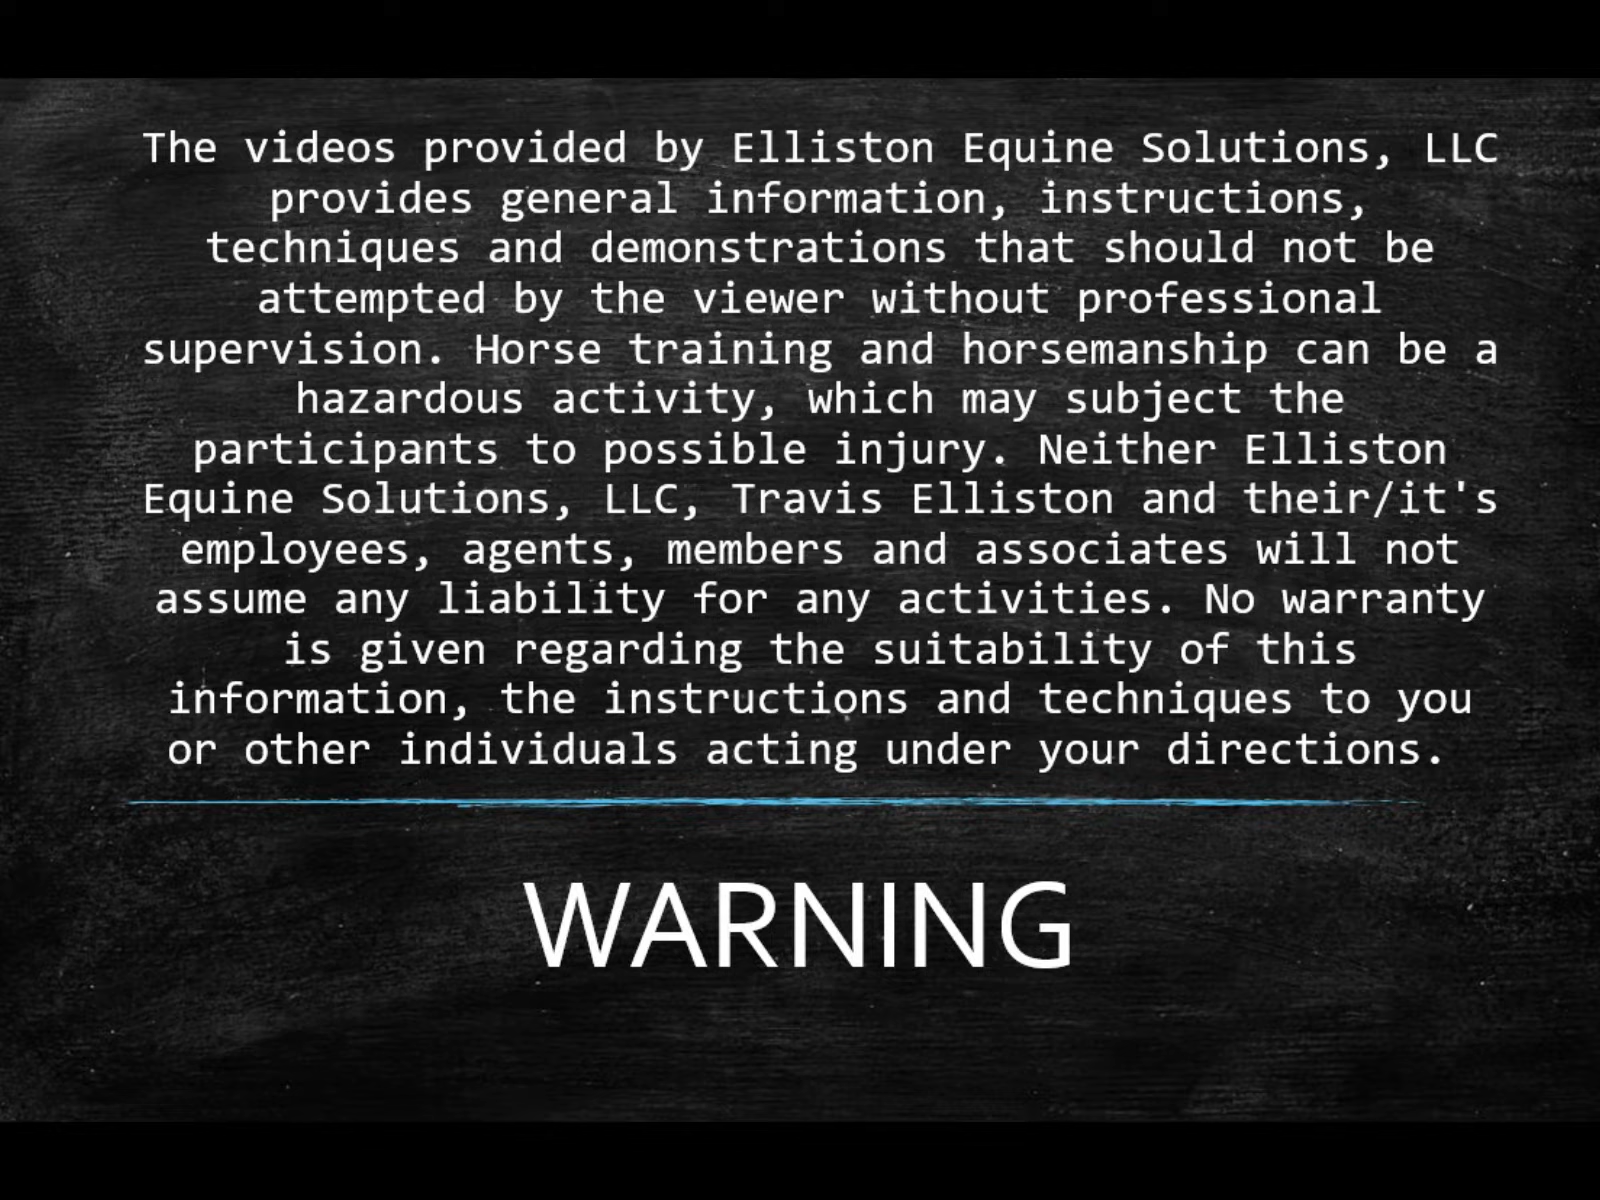 The videos provided by Elliston Equine Solutions, LLC
provides general information, instructions,
techniques and demonstrations that should not be
attempted by the viewer without professional
supervision. Horse training and horsemanship can be a
hazardous activity, which may subject the
participants to possible injury. Neither Elliston
Equine Solutions, LLC, Travis Elliston and their/it's
employees, agents, members and associates will not
assume any liability for any activities. No warranty
is given regarding the suitability of this
information, the instructions and techniques to you
or other individuals acting under your directions.
WARNING